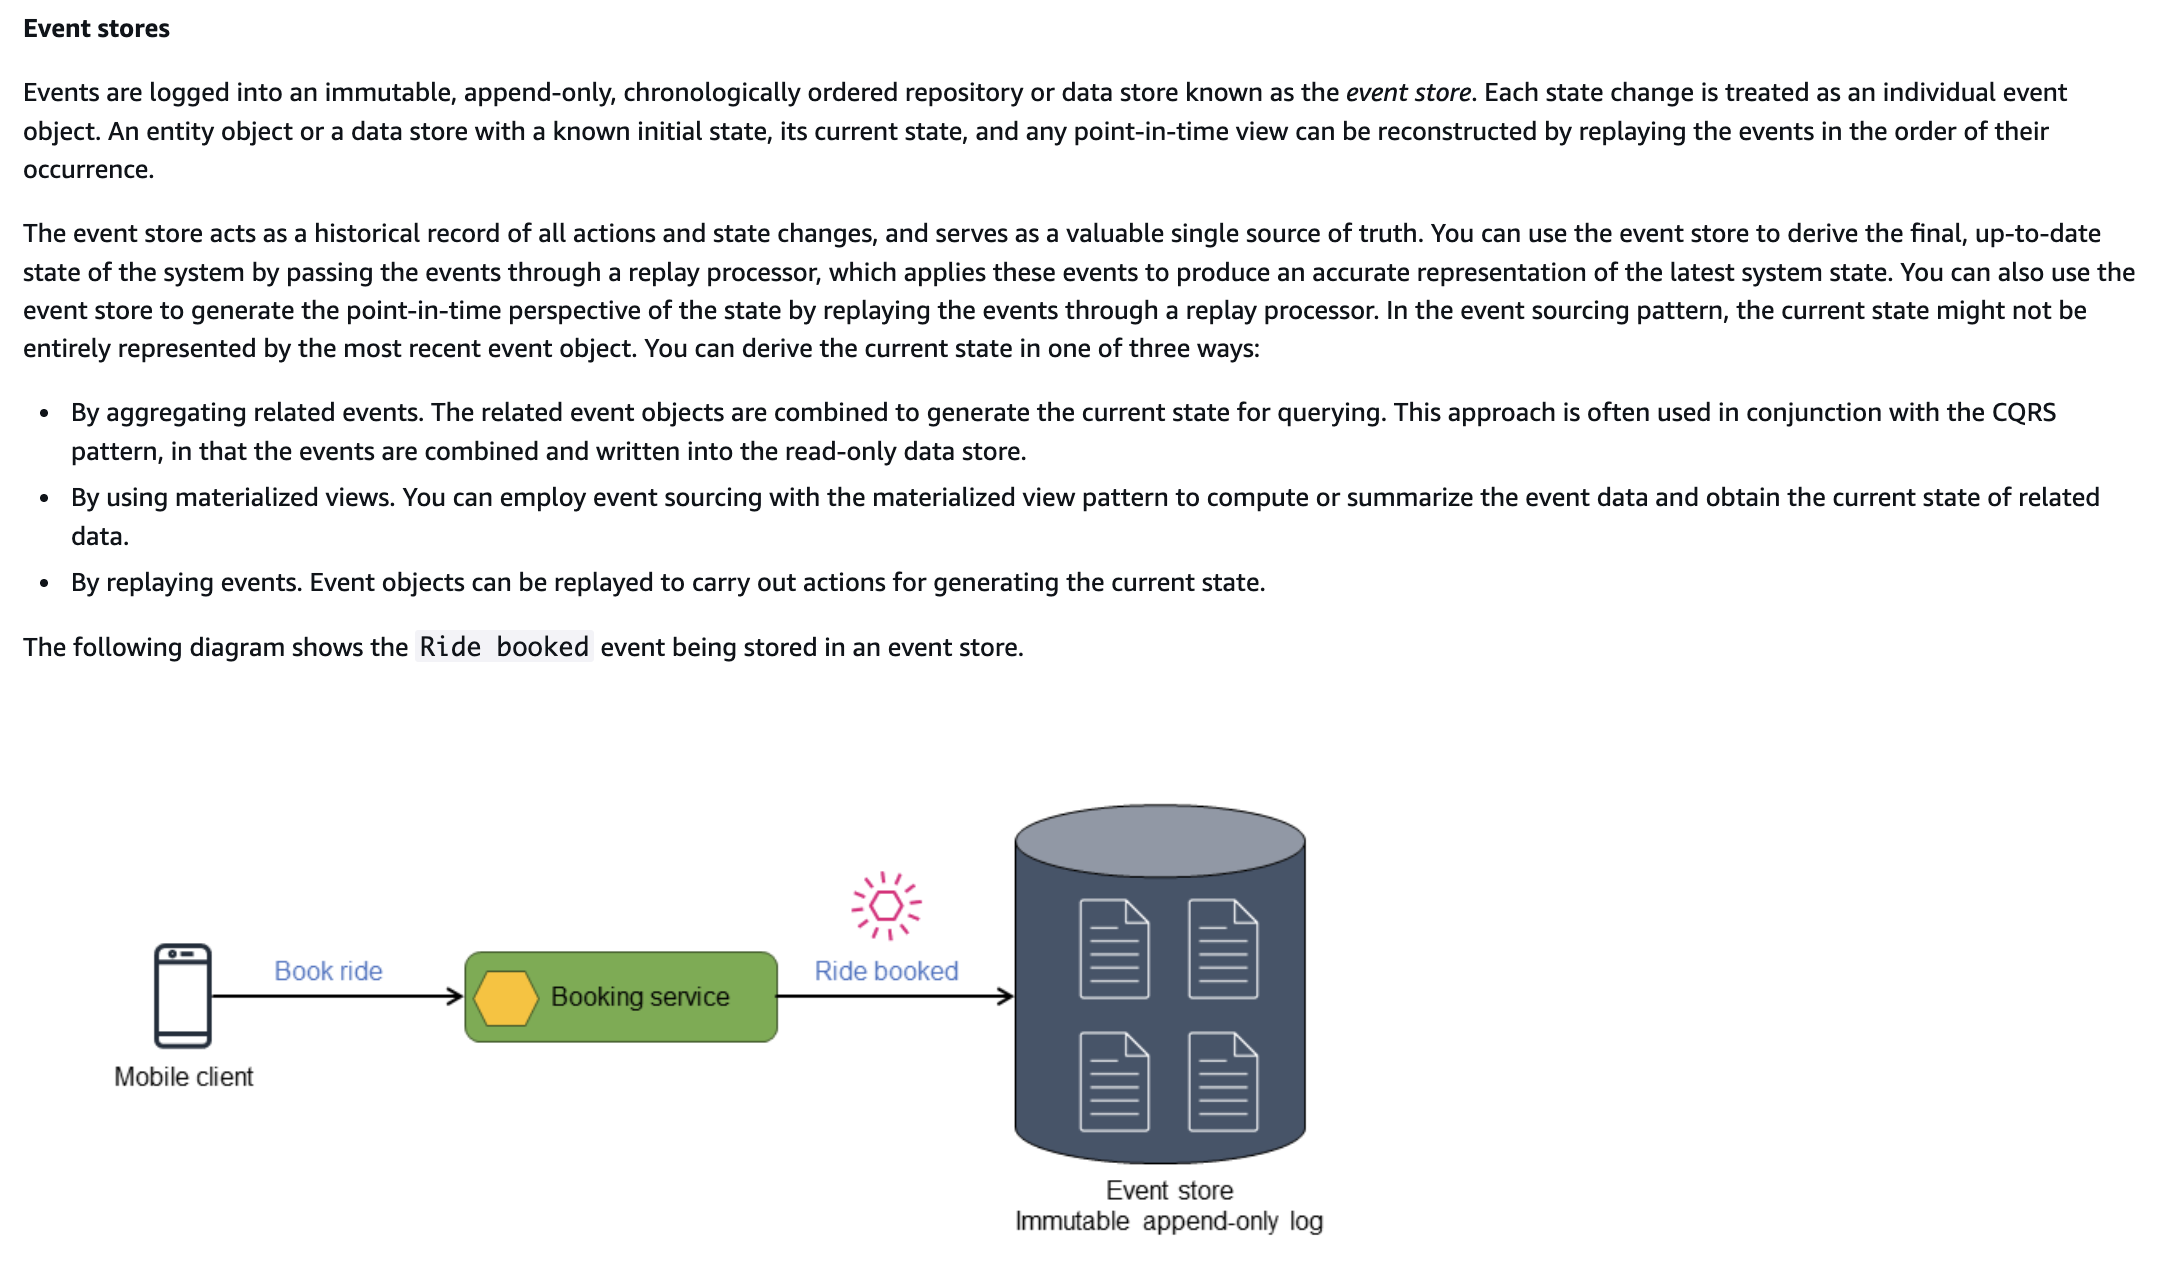 Event stores
Events are logged into an immutable, append-only, chronologically ordered repository or data store known as the event store. Each state change is treated as an individual event
object. An entity object or a data store with a known initial state, its current state, and any point-in-time view can be reconstructed by replaying the events in the order of their
occurrence.
The event store acts as a historical record of all actions and state changes, and serves as a valuable single source of truth. You can use the event store to derive the final, up-to-date
state of the system by passing the events through a replay processor, which applies these events to produce an accurate representation of the latest system state. You can also use the
event store to generate the point-in-time perspective of the state by replaying the events through a replay processor. In the event sourcing pattern, the current state might not be
entirely represented by the most recent event object. You can derive the current state in one of three ways:
• By aggregating related events. The related event objects are combined to generate the current state for querying. This approach is often used in conjunction with the CQRS
pattern, in that the events are combined and written into the read-only data store.
• By using materialized views. You can employ event sourcing with the materialized view pattern to compute or summarize the event data and obtain the current state of related
data.
• By replaying events. Event objects can be replayed to carry out actions for generating the current state.
The following diagram shows the Ride booked event being stored in an event store.
Book ride
Booking service
Ride booked
Mobile client
Event store
Immutable append-only log